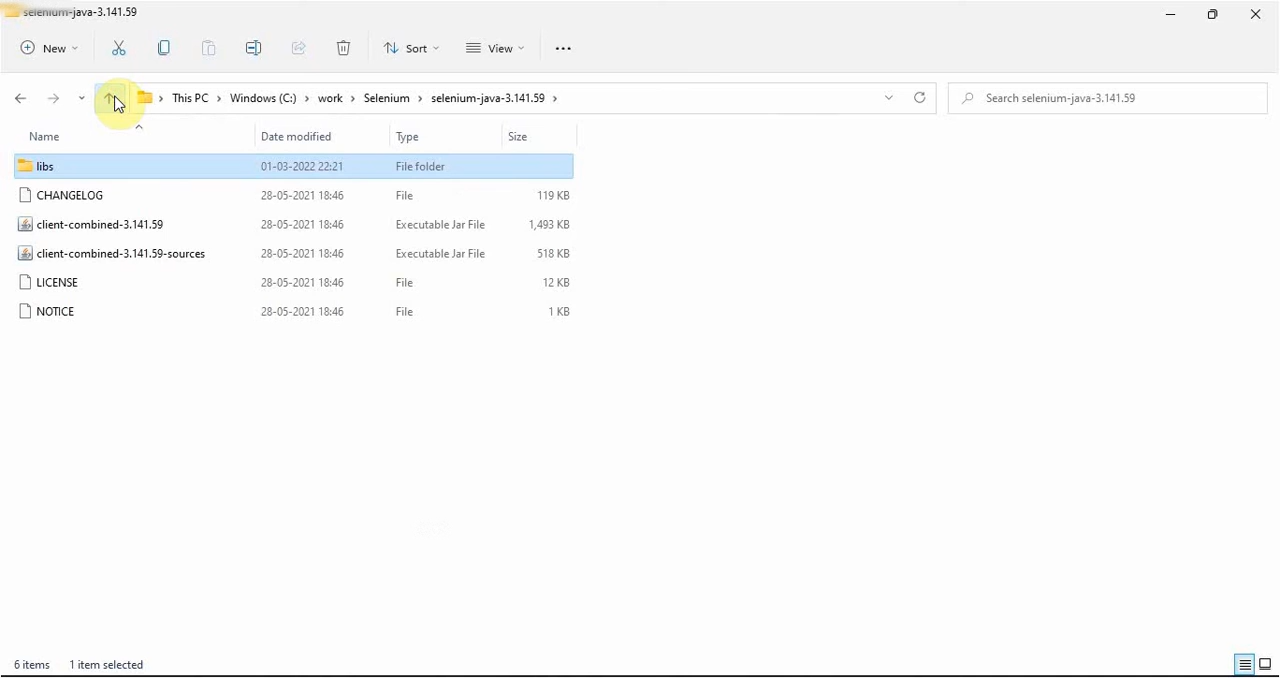 selenium-java-3.141.59
New
Sort
View
This PC > Windows (C:) > work > Selenium > selenium-java-3.141.59 >
Search selenium-java-3.141.59
Name Date modified Type Size
libs 01-03-2022 22:21 File folder
CHANGELOG 28-05-2021 18:46 File 119 KB
client-combined-3.141.59 28-05-2021 18:46 Executable Jar File 1,493 KB
client-combined-3.141.59-sources 28-05-2021 18:46 Executable Jar File 518 KB
LICENSE 28-05-2021 18:46 File 12 KB
NOTICE 28-05-2021 18:46 File 1 KB
6 items 1 item selected